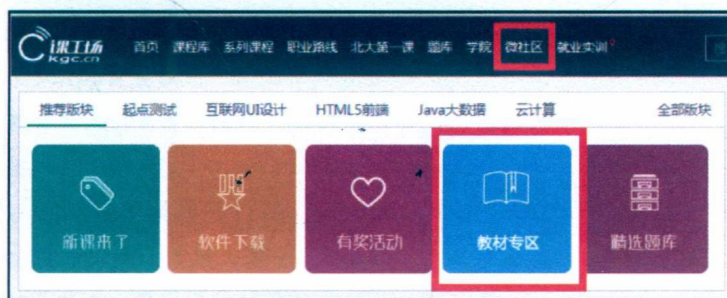 课工场 kgc.cn 首页 课程库 系列课程 职业路线 北大第一课 题库 学院 微社区 就业实训
推荐版块 起点测试 互联网UI设计 HTML5前端 Java大数据 云计算 全部版块
新课来了 软件下载 有奖活动 教材专区 精选题库